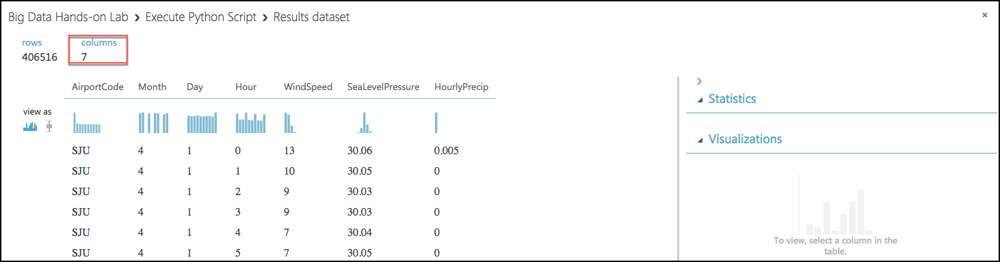 Big Data Hands-on Lab › Execute Python Script › Results dataset
×
rows columns
406516 7
AirportCode Month Day Hour WindSpeed SeaLevelPressure HourlyPrecip
view as
SJU 4 1 0 13 30.06 0.005
SJU 4 1 1 10 30.05 0
SJU 4 1 2 9 30.03 0
SJU 4 1 3 9 30.03 0
SJU 4 1 4 7 30.04 0
SJU 4 1 5 7 30.05 0
Statistics
Visualizations
To view, select a column in the
table.